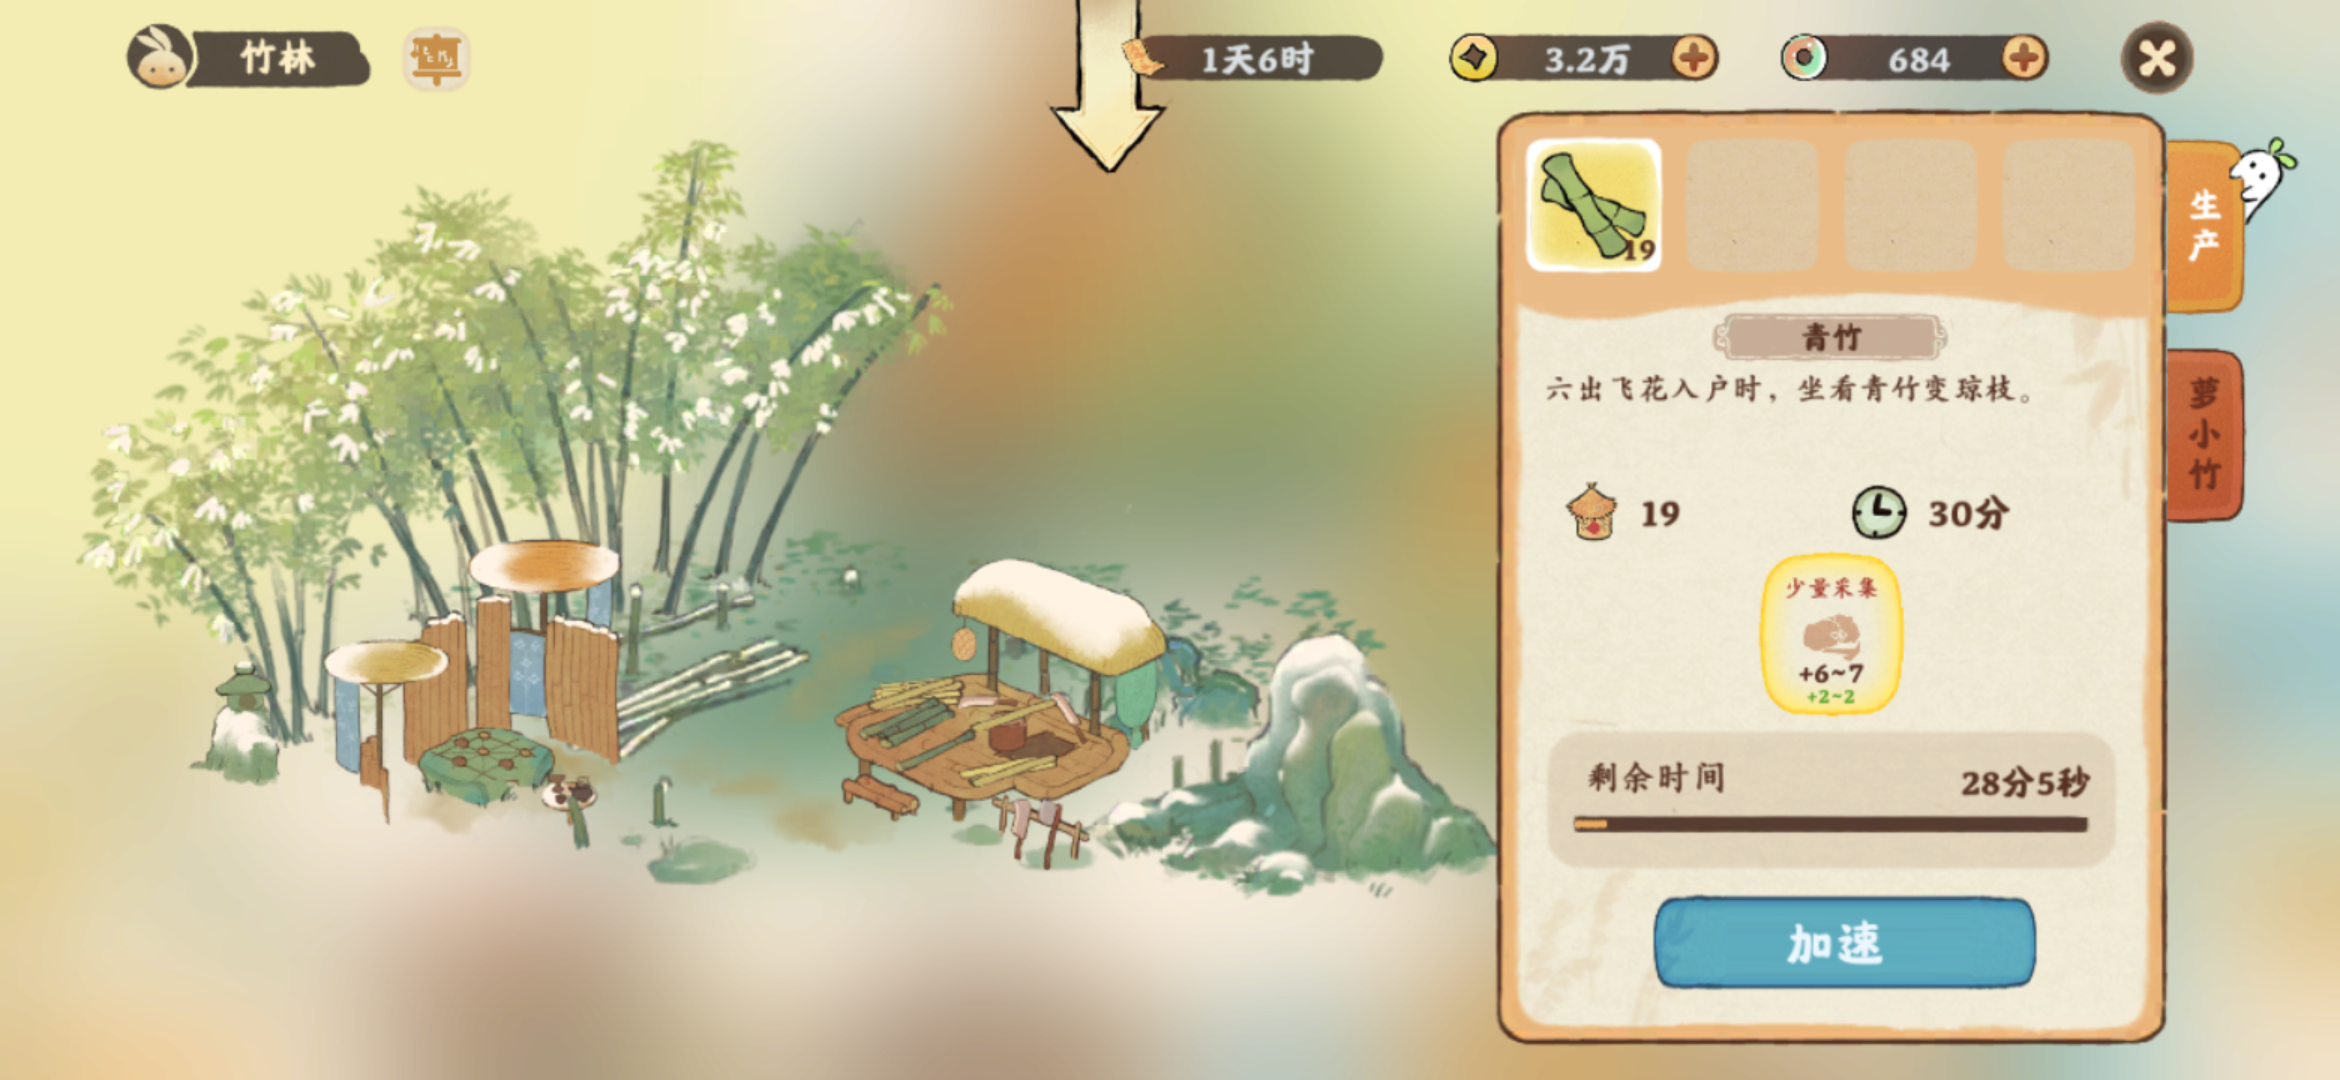 竹林
1天6时
3.2万
684
19
生产
萝小竹
青竹
六出飞花入户时，坐看青竹变琼枝。
19
30分
少量采集
+6~7
+2~2
剩余时间
28分5秒
加速